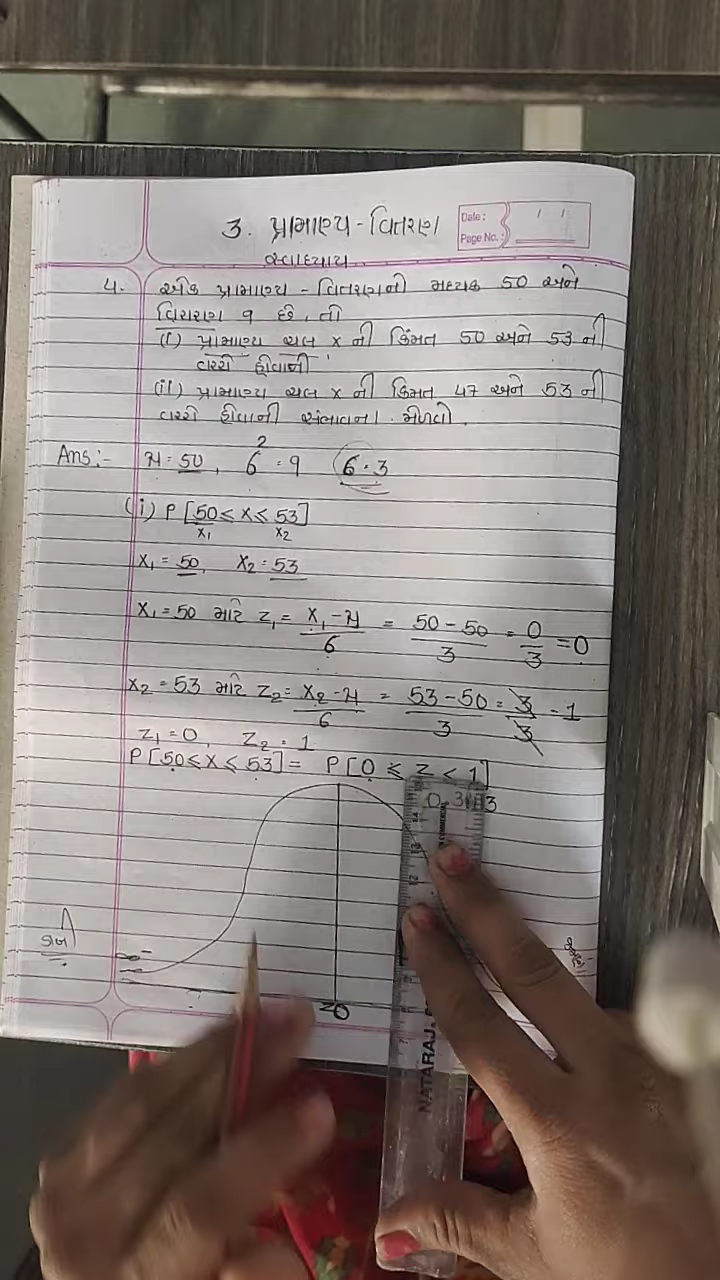 3. પ્રામાણ્ય-વિતરણ
Date: / /
Page No.:
સ્વાધ્યાય
4. એક પ્રામાણ્ય-વિતરણનો મધ્યક 50 અને
વિચરણ 9 છે, તો
(i) પ્રામાણ્ય ચલ X ની કિંમત 50 અને 53 ની
વચ્ચે હોવાની
(ii) પ્રામાણ્ય ચલ X ની કિંમત 47 અને 53 ની
વચ્ચે હોવાની સંભાવના મેળવો.
Ans:- μ = 50, σ² = 9 σ = 3
(i) P[50 ≤ X ≤ 53]
x₁ x₂
x₁ = 50, x₂ = 53
x₁ = 50 માટે z₁ = x₁-μ/σ = 50-50/3 = 0/3 = 0
x₂ = 53 માટે z₂ = x₂-μ/σ = 53-50/3 = 3/3 = 1
z₁ = 0, z₂ = 1
P[50 ≤ X ≤ 53] = P[0 ≤ Z < 1]
z0
NATARAJ